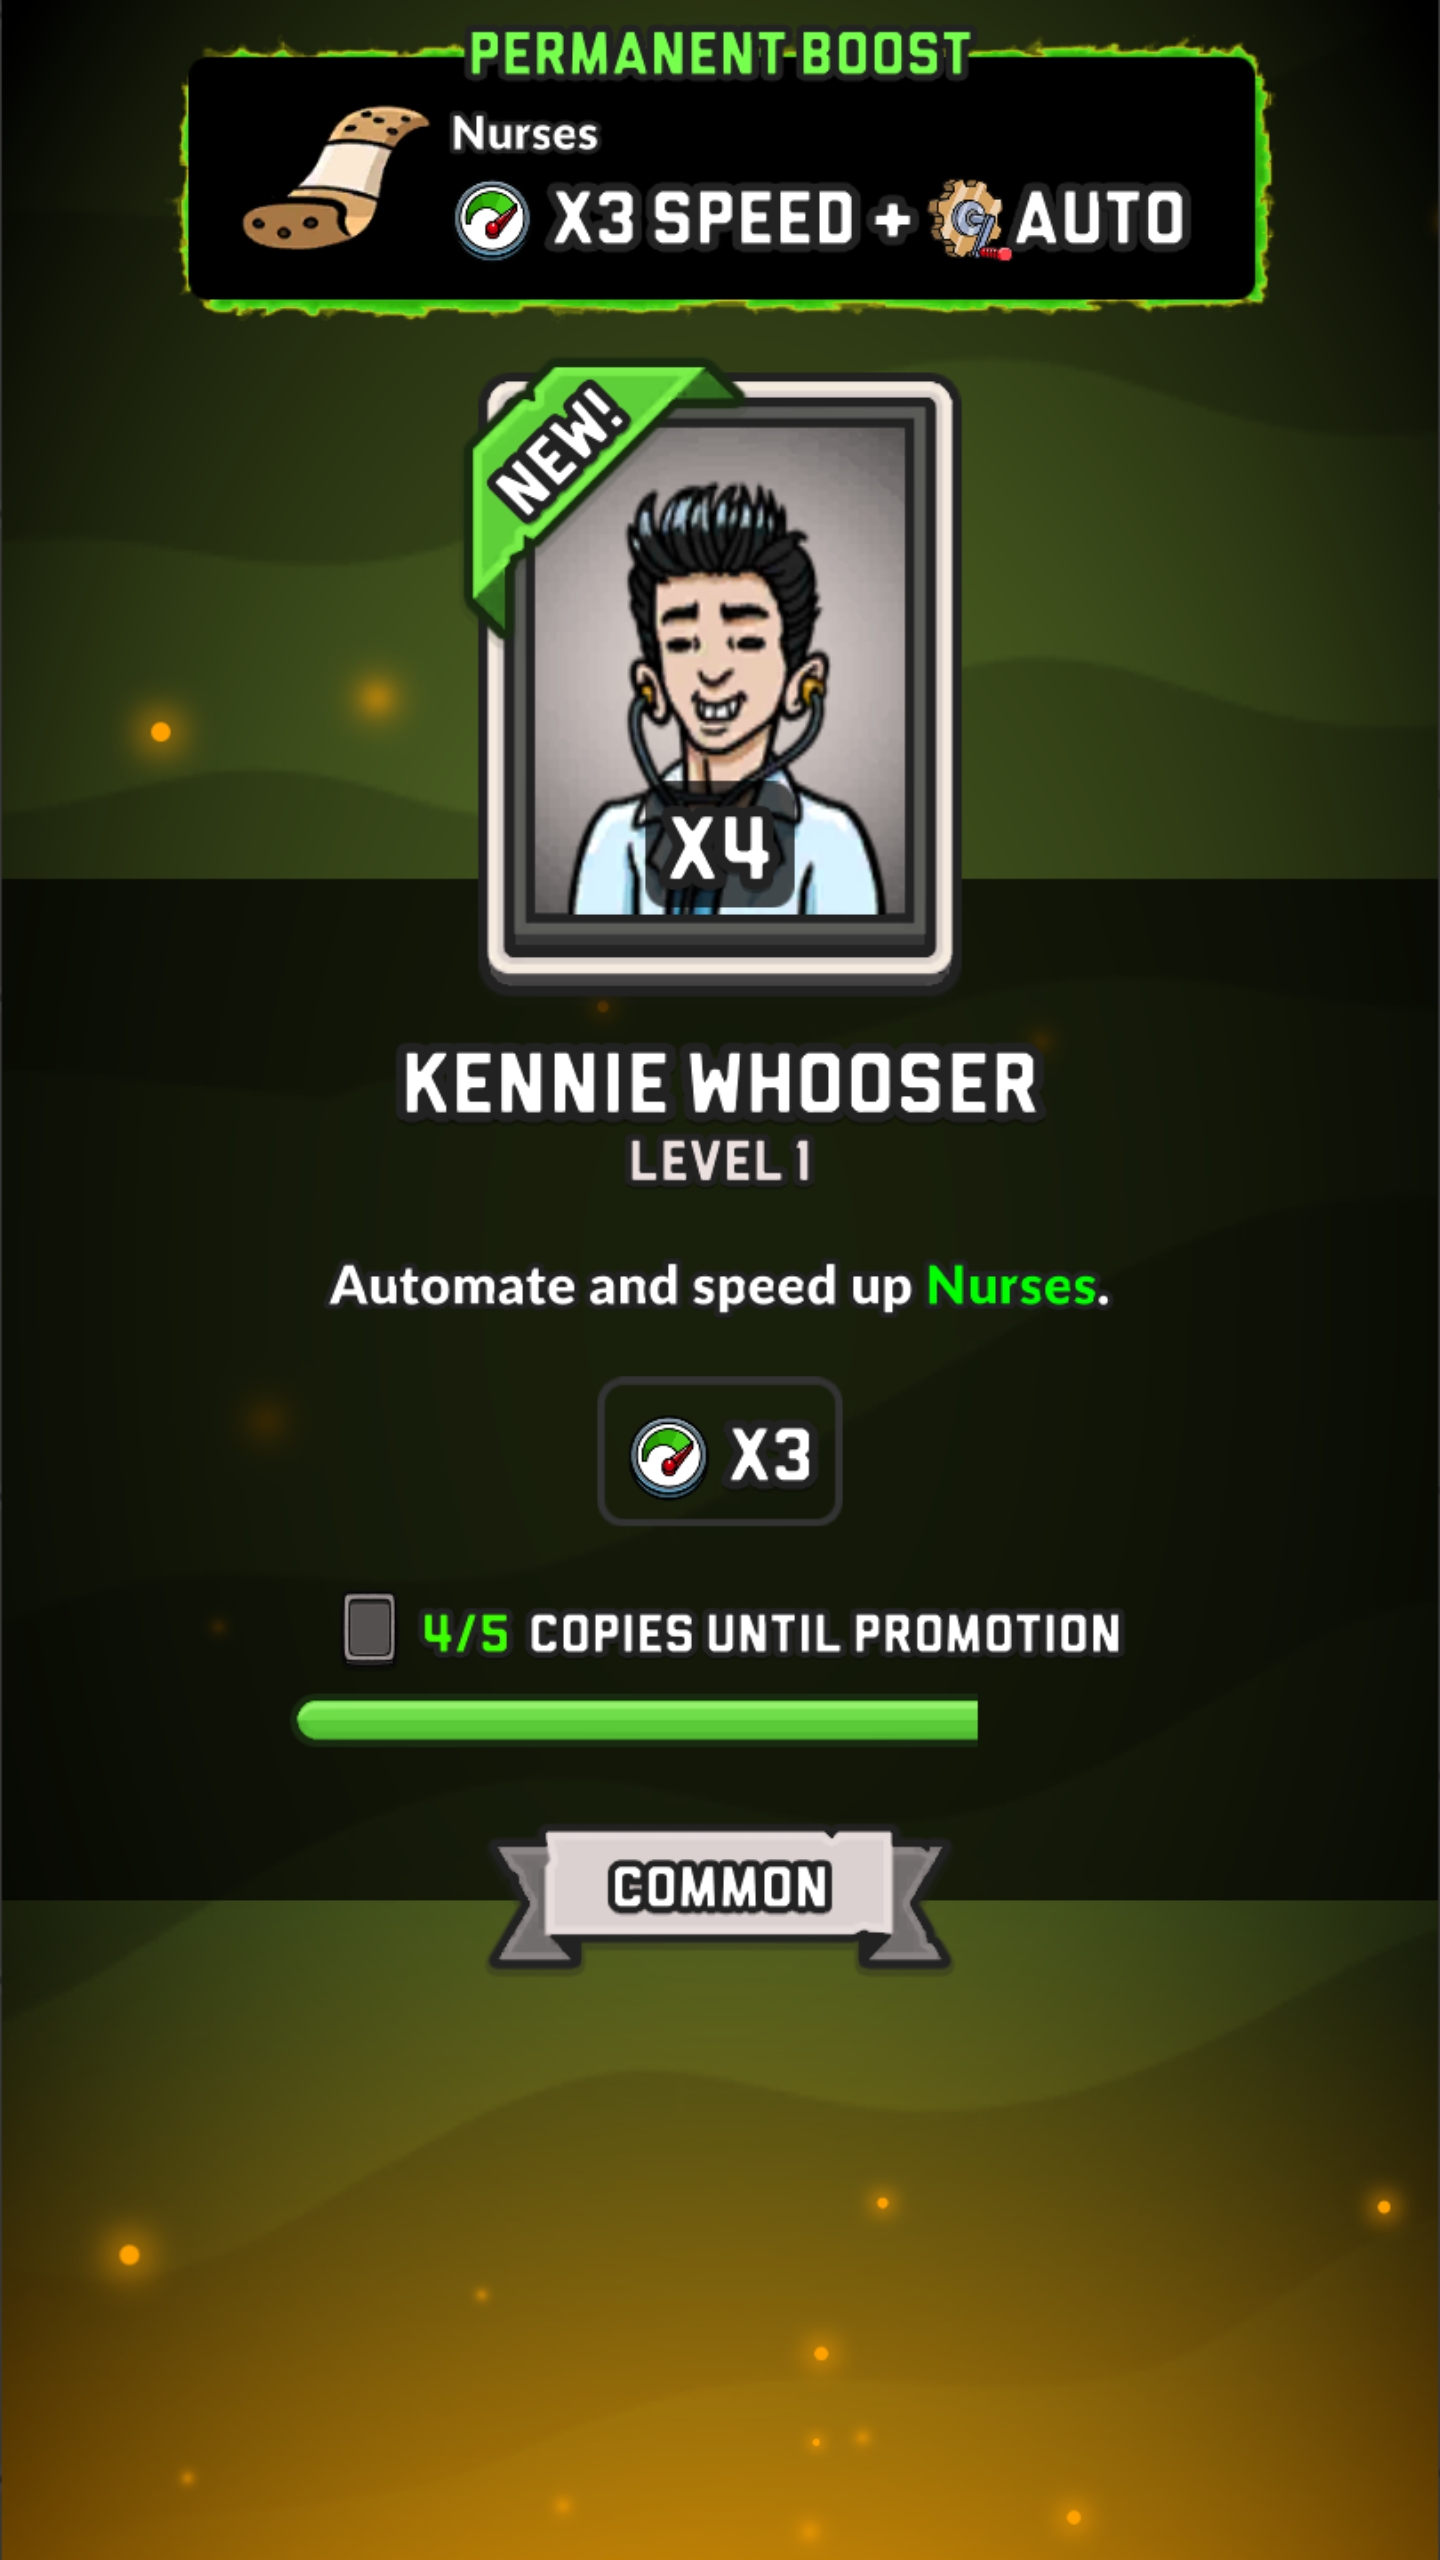 PERMANENT BOOST
Nurses
X3 SPEED + AUTO
NEW!
X4
KENNIE WHOOSER
LEVEL 1
Automate and speed up Nurses.
X3
4/5 COPIES UNTIL PROMOTION
COMMON